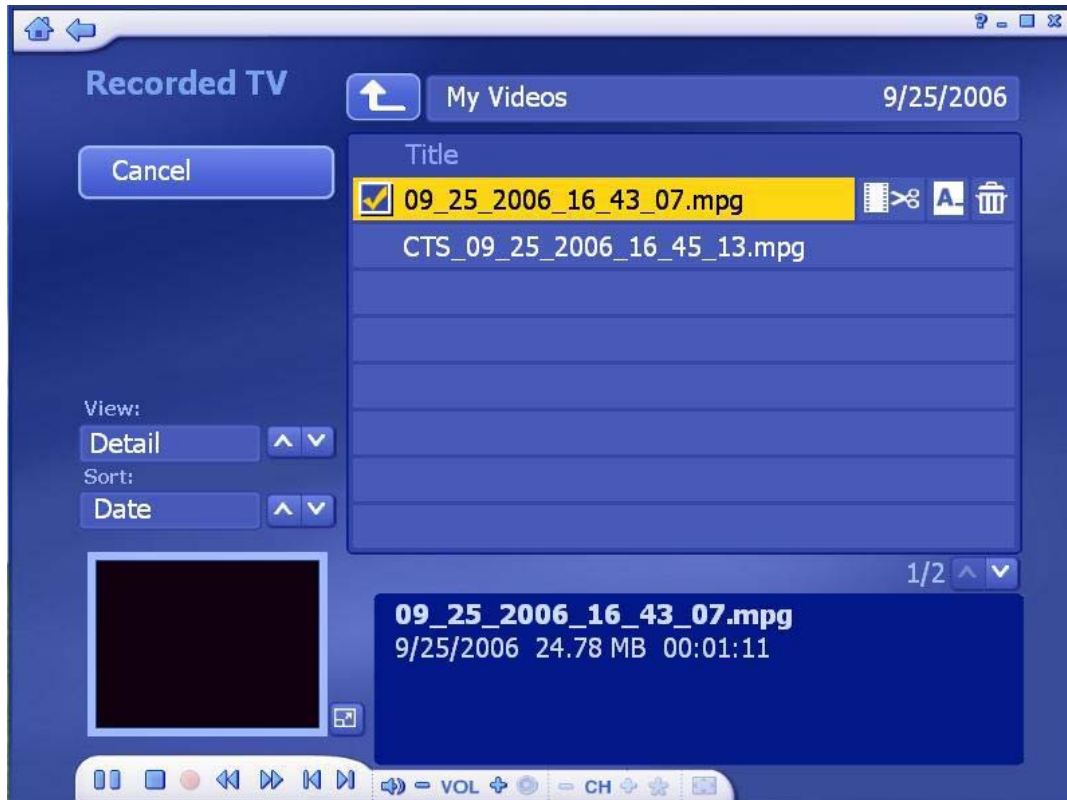 Recorded TV
My Videos 9/25/2006
Cancel
Title
09_25_2006_16_43_07.mpg A_
CTS_09_25_2006_16_45_13.mpg
View:
Detail
Sort:
Date
1/2
09_25_2006_16_43_07.mpg
9/25/2006 24.78 MB 00:01:11
VOL
CH